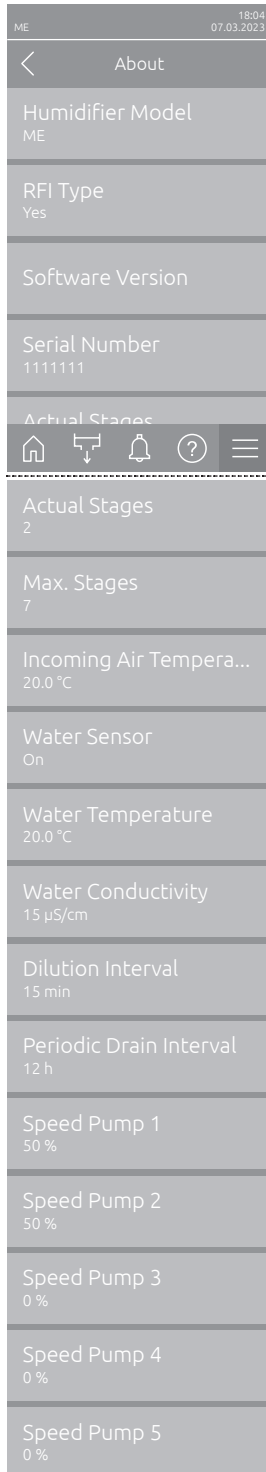 18:04
ME 07.03.2023
About
Humidifier Model
ME
RFI Type
Yes
Software Version
Serial Number
1111111
Actual Stages
Actual Stages
2
Max. Stages
7
Incoming Air Tempera...
20.0 °C
Water Sensor
On
Water Temperature
20.0 °C
Water Conductivity
15 µS/cm
Dilution Interval
15 min
Periodic Drain Interval
12 h
Speed Pump 1
50 %
Speed Pump 2
50 %
Speed Pump 3
0 %
Speed Pump 4
0 %
Speed Pump 5
0 %